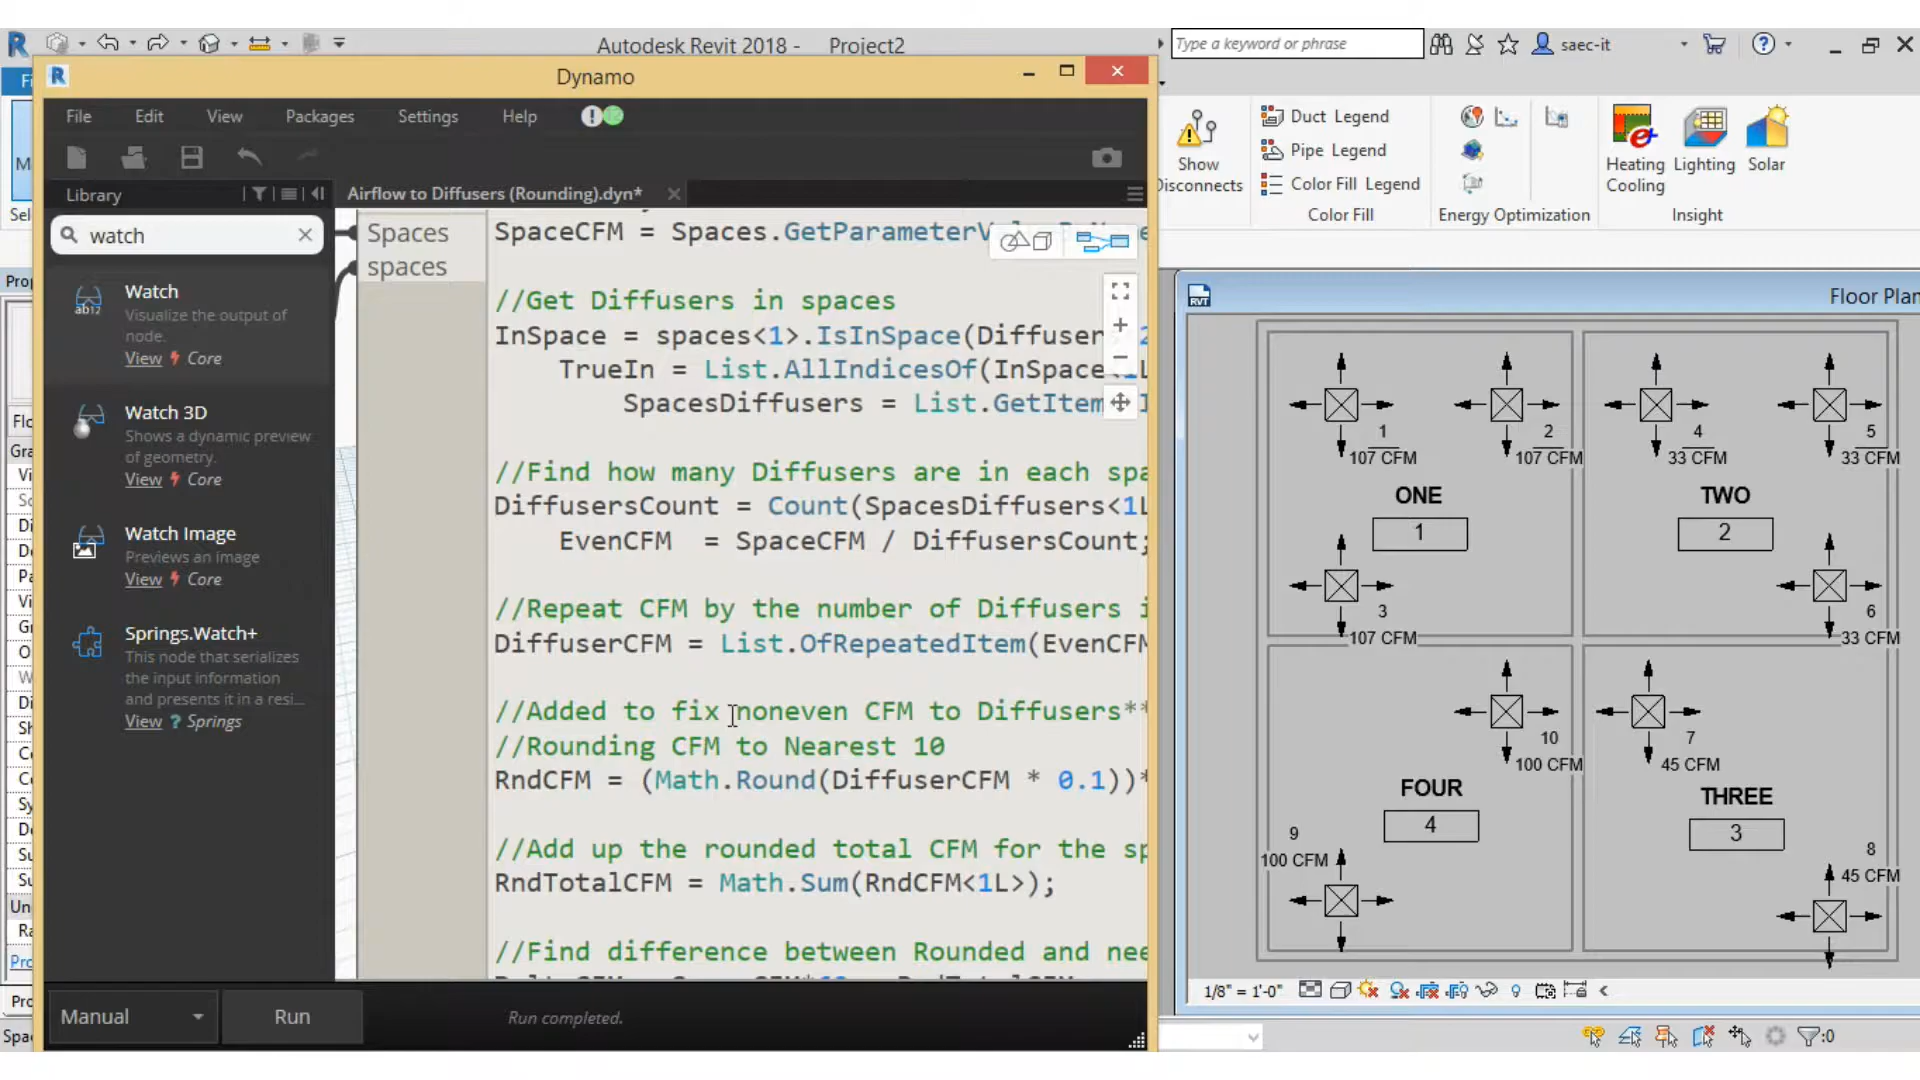 Autodesk Revit 2018 - Project2
Type a keyword or phrase
saec-it
Dynamo
File Edit View Packages Settings Help
Library
Airflow to Diffusers (Rounding).dyn*
watch
Watch
Visualize the output of
node.
View Core
Watch 3D
Shows a dynamic preview
of geometry.
View Core
Watch Image
Previews an image
View Core
Springs.Watch+
This node that serializes
the input information
and presents it in a resi...
View ? Springs
Spaces
spaces
SpaceCFM = Spaces.GetParameterV
//Get Diffusers in spaces
InSpace = spaces<1>.IsInSpace(Diffuser
TrueIn = List.AllIndicesOf(InSpace
SpacesDiffusers = List.GetItem
//Find how many Diffusers are in each spa
DiffusersCount = Count(SpacesDiffusers<1L
EvenCFM = SpaceCFM / DiffusersCount;
//Repeat CFM by the number of Diffusers i
DiffuserCFM = List.OfRepeatedItem(EvenCFM
//Added to fix noneven CFM to Diffusers**
//Rounding CFM to Nearest 10
RndCFM = (Math.Round(DiffuserCFM * 0.1))*
//Add up the rounded total CFM for the sp
RndTotalCFM = Math.Sum(RndCFM<1L>);
//Find difference between Rounded and nee
Manual
Run
Run completed.
Show
Disconnects
Duct Legend
Pipe Legend
Color Fill Legend
Color Fill
Energy Optimization
Heating
Cooling
Lighting
Solar
Insight
Floor Plan
1
107 CFM
2
107 CFM
4
33 CFM
5
33 CFM
ONE
1
TWO
2
3
107 CFM
6
33 CFM
10
100 CFM
7
45 CFM
FOUR
4
THREE
3
9
100 CFM
8
45 CFM
1/8" = 1'-0"
:0